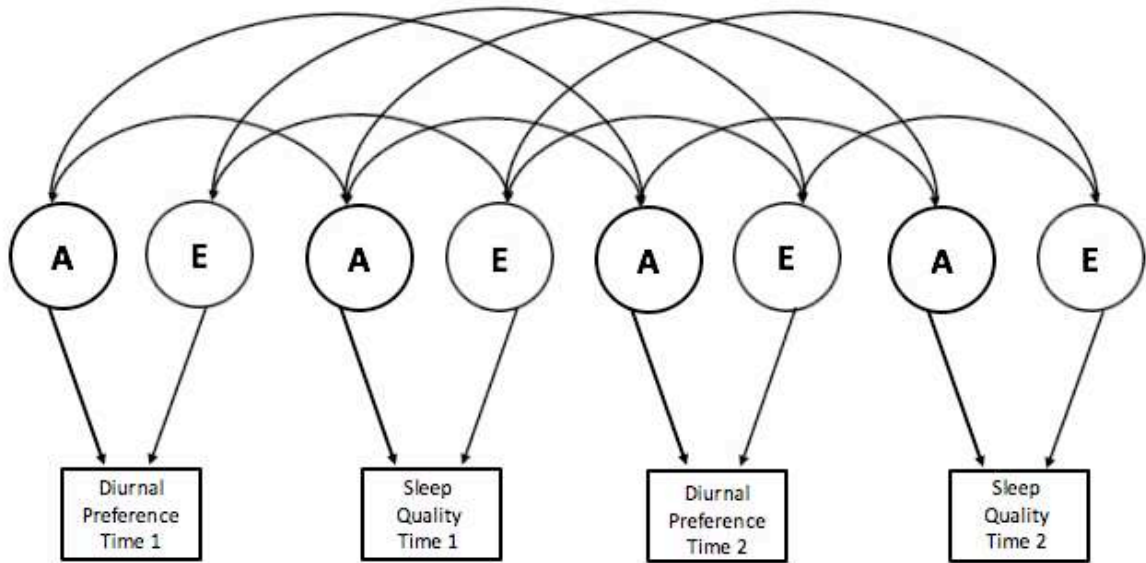 A E A E A E A E
Diurnal
Preference
Time 1
Sleep
Quality
Time 1
Diurnal
Preference
Time 2
Sleep
Quality
Time 2